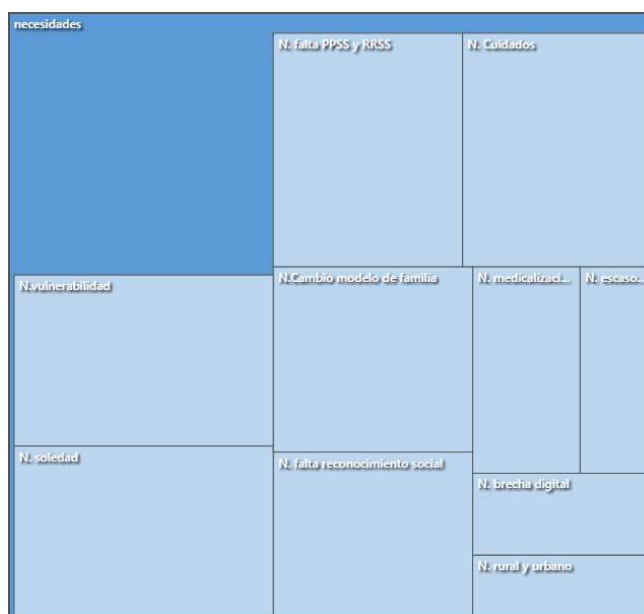 necesidades
N. falta PPSS y RRSS
N. Cuidados
N.vulnerabilidad
N.Cambio modelo de familia
N. medicalizaci...
N. escaso...
N. soledad
N. falta reconocimiento social
N. brecha digital
N. rural y urbano